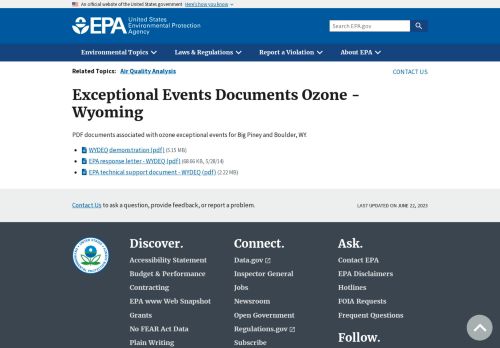 An official website of the United States government Here's how you know
EPA United States
Environmental Protection
Agency
Search EPA.gov
Environmental Topics Laws & Regulations Report a Violation About EPA
Related Topics: Air Quality Analysis CONTACT US
Exceptional Events Documents Ozone -
Wyoming
PDF documents associated with ozone exceptional events for Big Piney and Boulder, WY.
WYDEQ demonstration (pdf) (5.15 MB)
EPA response letter - WYDEQ (pdf) (68.66 KB, 5/28/14)
EPA technical support document - WYDEQ (pdf) (2.22 MB)
Contact Us to ask a question, provide feedback, or report a problem. LAST UPDATED ON JUNE 22, 2023
Discover. Connect. Ask.
Accessibility Statement Data.gov Contact EPA
Budget & Performance Inspector General EPA Disclaimers
Contracting Jobs Hotlines
EPA www Web Snapshot Newsroom FOIA Requests
Grants Open Government Frequent Questions
No FEAR Act Data Regulations.gov Follow.
Plain Writing Subscribe